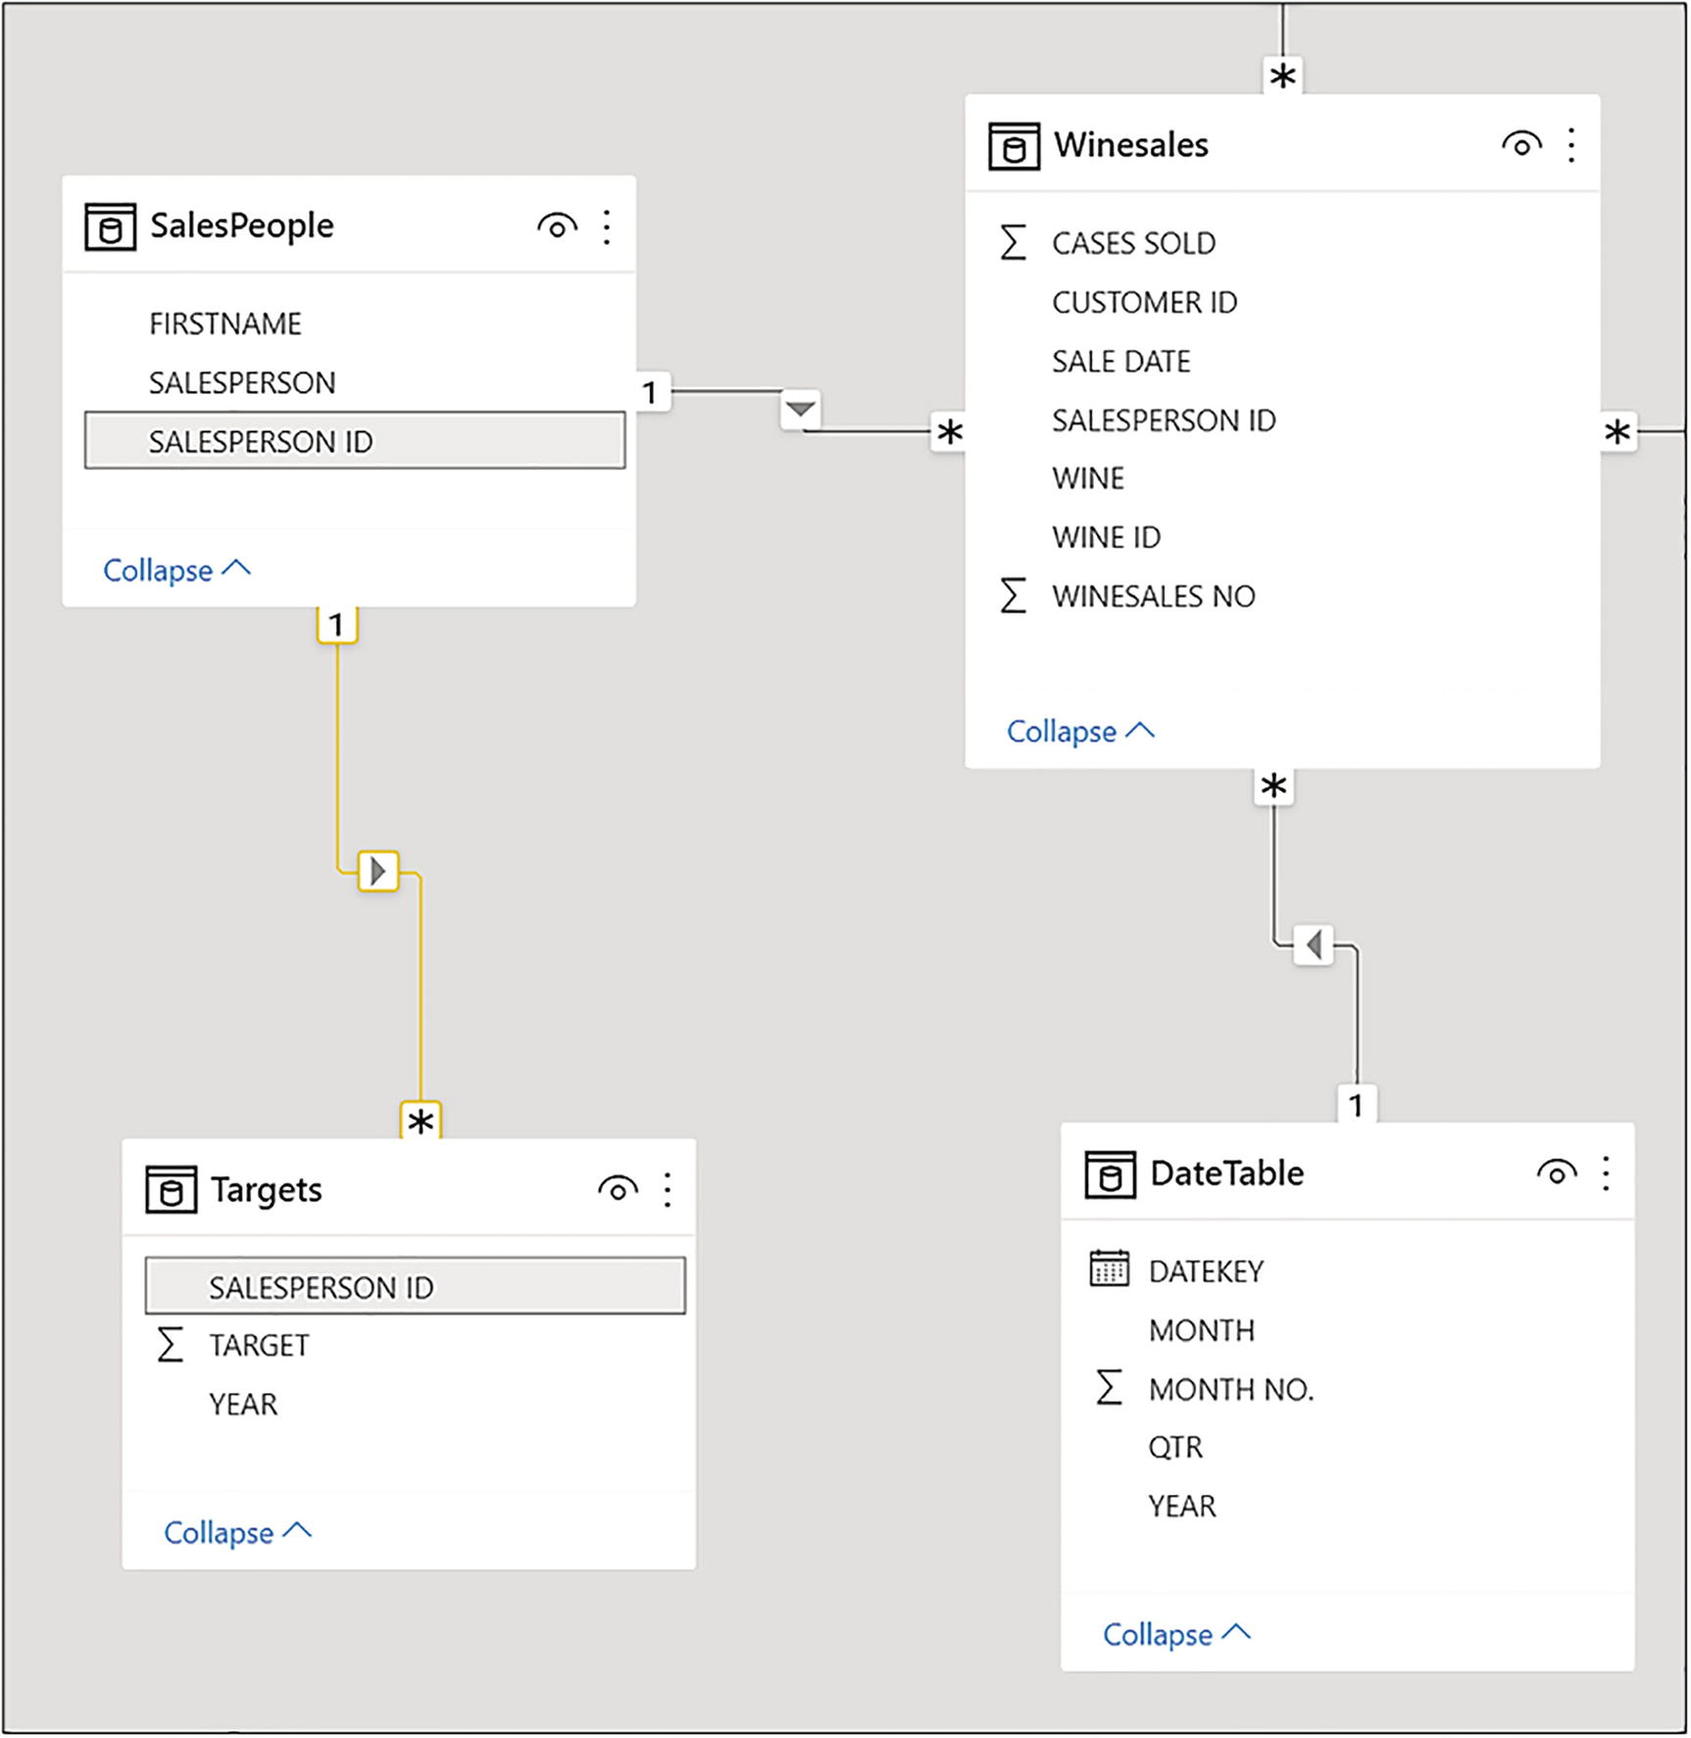 *
Winesales
CASES SOLD
CUSTOMER ID
SALE DATE
SALESPERSON ID
WINE
WINE ID
WINESALES NO
Collapse
*
*
*
SalesPeople
FIRSTNAME
SALESPERSON
SALESPERSON ID
Collapse
1
1
*
Targets
SALESPERSON ID
TARGET
YEAR
Collapse
1
DateTable
DATEKEY
MONTH
MONTH NO.
QTR
YEAR
Collapse